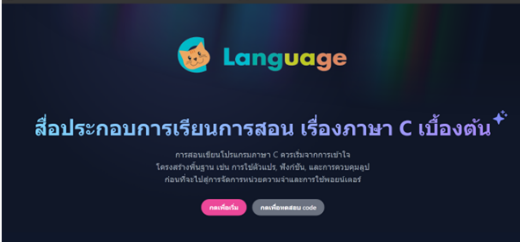 Language
สื่อประกอบการเรียนการสอน เรื่องภาษา C เบื้องต้น
การสอนเขียนโปรแกรมภาษา C ควรเริ่มจากการเข้าใจ
โครงสร้างพื้นฐาน เช่น การใช้ตัวแปร, ฟังก์ชัน, และการควบคุมลูป
ก่อนที่จะไปสู่การจัดการหน่วยความจำและการใช้พอยน์เตอร์
กดเพื่อเริ่ม
กดเพื่อทดสอบ code